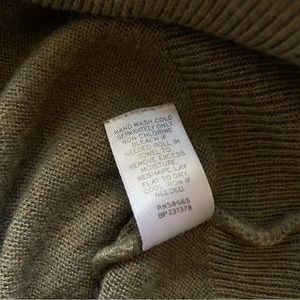 HAND WASH COLD
SEPARATELY ONLY
NON-CHLORINE
BLEACH IF
NEEDED. ROLL IN
TOWEL TO
REMOVE EXCESS
MOISTURE
RESHAPE, LAY
FLAT TO DRY.
COOL IRON IF
NEEDED.
RN58665
BP231378